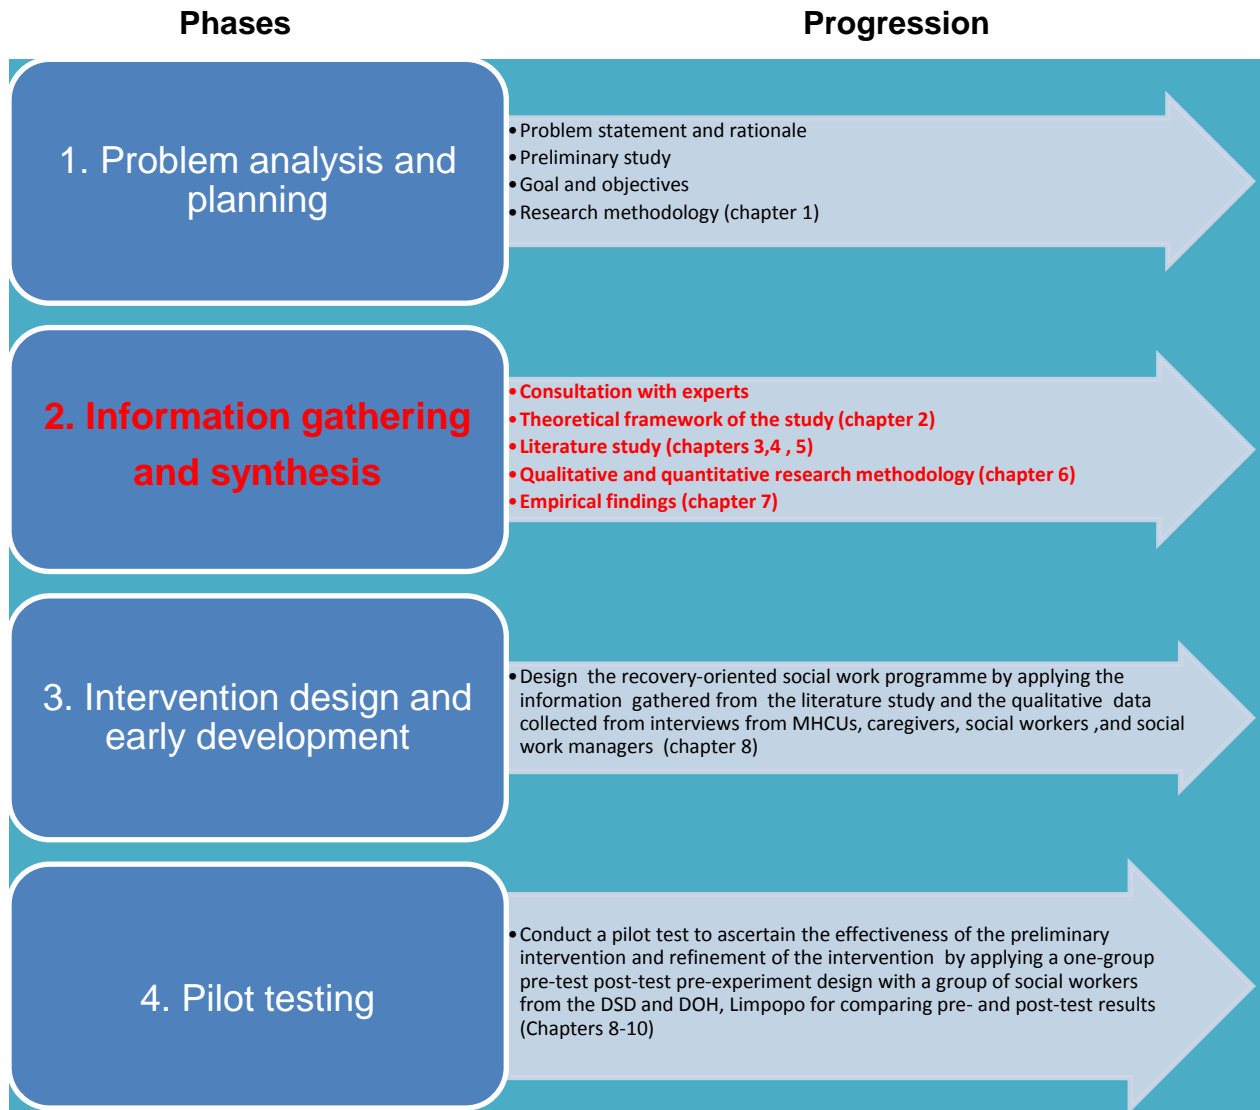 Phases
Progression
1. Problem analysis and
planning
•Problem statement and rationale
•Preliminary study
•Goal and objectives
•Research methodology (chapter 1)
2. Information gathering
and synthesis
•Consultation with experts
•Theoretical framework of the study (chapter 2)
•Literature study (chapters 3,4 , 5)
•Qualitative and quantitative research methodology (chapter 6)
•Empirical findings (chapter 7)
3. Intervention design and
early development
•Design the recovery-oriented social work programme by applying the
information gathered from the literature study and the qualitative data
collected from interviews from MHCUs, caregivers, social workers ,and social
work managers (chapter 8)
4. Pilot testing
•Conduct a pilot test to ascertain the effectiveness of the preliminary
intervention and refinement of the intervention by applying a one-group
pre-test post-test pre-experiment design with a group of social workers
from the DSD and DOH, Limpopo for comparing pre- and post-test results
(Chapters 8-10)